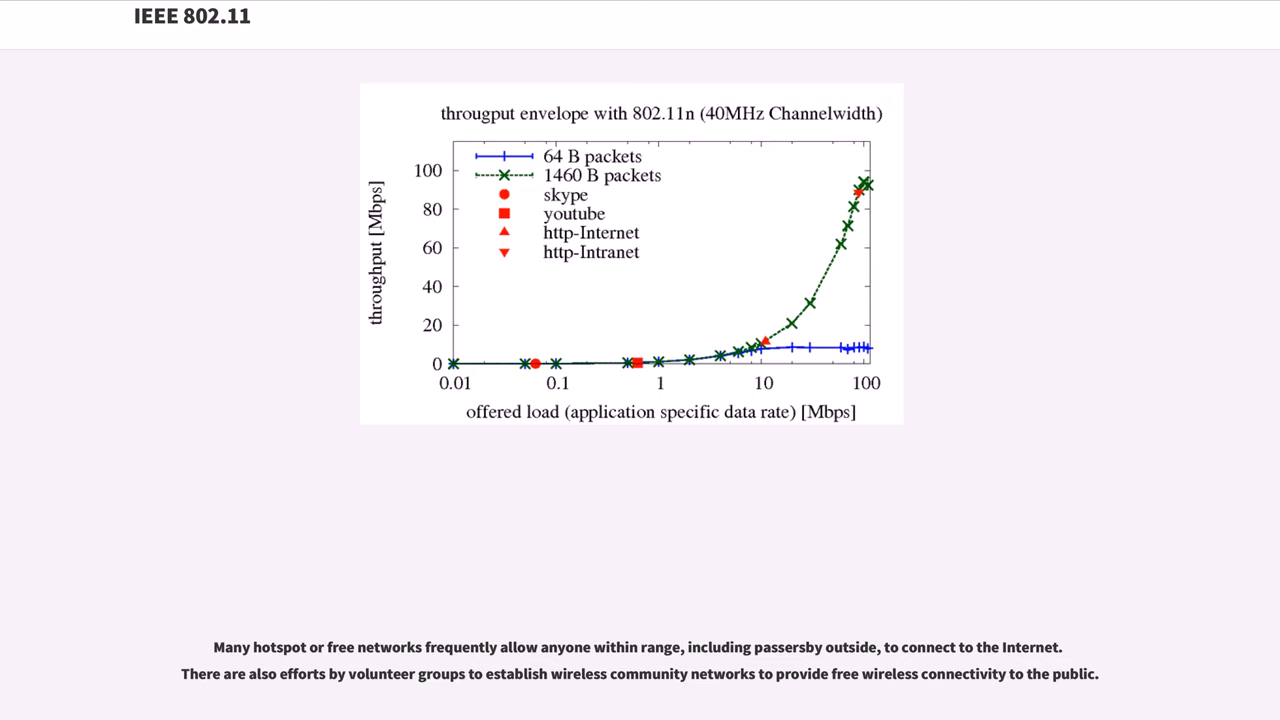 IEEE 802.11
througput envelope with 802.11n (40MHz Channelwidth)
64 B packets
1460 B packets
skype
youtube
http-Internet
http-Intranet
throughput [Mbps]
100
80
60
40
20
0
0.01 0.1 1 10 100
offered load (application specific data rate) [Mbps]
Many hotspot or free networks frequently allow anyone within range, including passersby outside, to connect to the Internet.
There are also efforts by volunteer groups to establish wireless community networks to provide free wireless connectivity to the public.